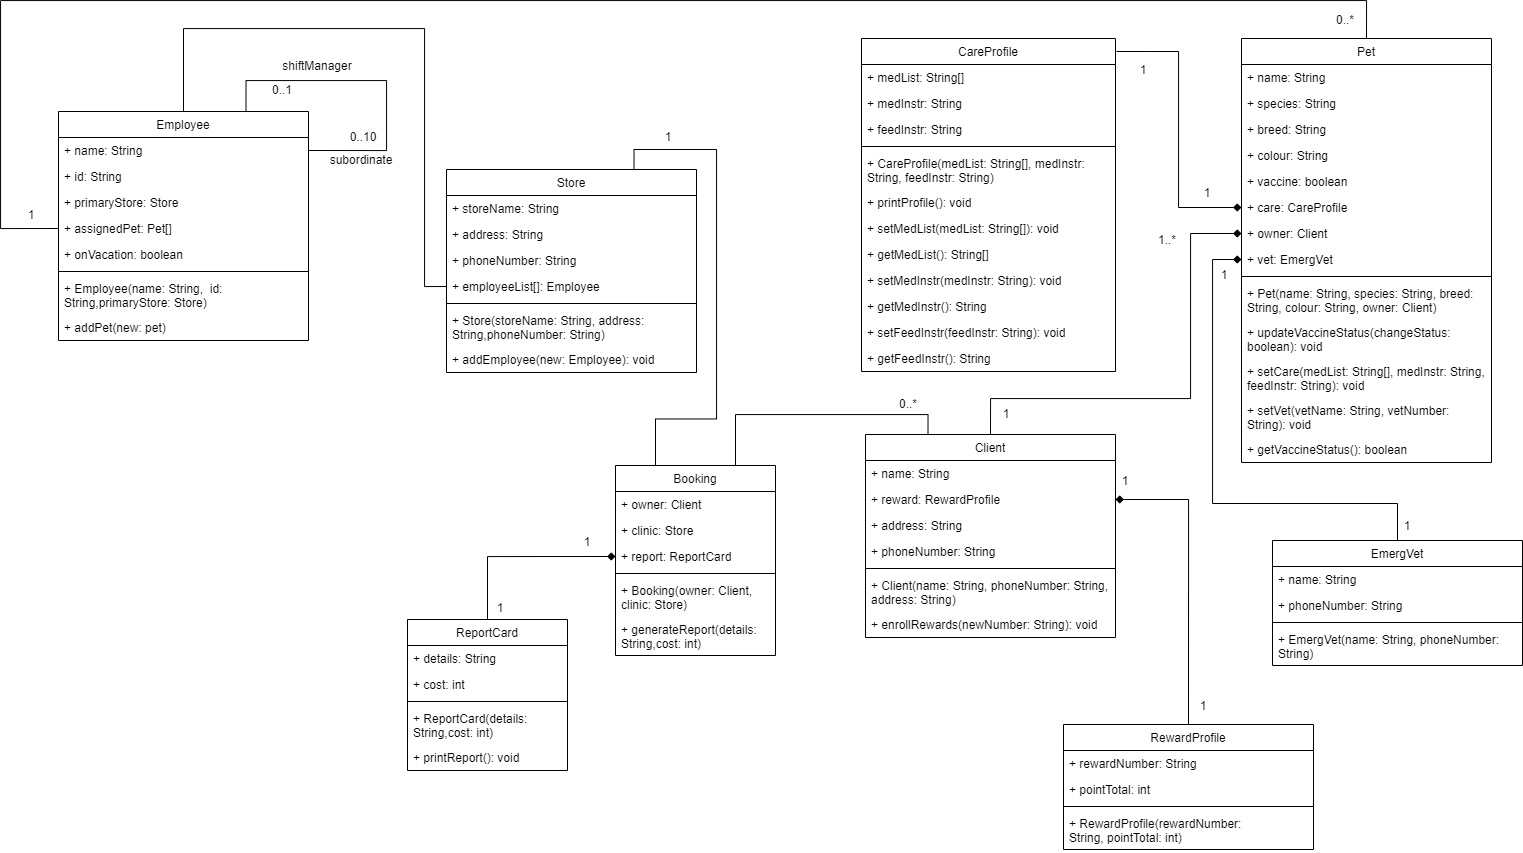 0..*
shiftManager
0..1
0..10
subordinate
1
Employee
+ name: String
+ id: String
+ primaryStore: Store
+ assignedPet: Pet[]
+ onVacation: boolean
+ Employee(name: String,  id:
String,primaryStore: Store)
+ addPet(new: pet)
1
Store
+ storeName: String
+ address: String
+ phoneNumber: String
+ employeeList[]: Employee
+ Store(storeName: String, address:
String,phoneNumber: String)
+ addEmployee(new: Employee): void
CareProfile
+ medList: String[]
+ medInstr: String
+ feedInstr: String
+ CareProfile(medList: String[], medInstr:
String, feedInstr: String)
+ printProfile(): void
+ setMedList(medList: String[]): void
+ getMedList(): String[]
+ setMedInstr(medInstr: String): void
+ getMedInstr(): String
+ setFeedInstr(feedInstr: String): void
+ getFeedInstr(): String
1
1
1..*
1
Pet
+ name: String
+ species: String
+ breed: String
+ colour: String
+ vaccine: boolean
+ care: CareProfile
+ owner: Client
+ vet: EmergVet
+ Pet(name: String, species: String, breed:
String, colour: String, owner: Client)
+ updateVaccineStatus(changeStatus:
boolean): void
+ setCare(medList: String[], medInstr: String,
feedInstr: String): void
+ setVet(vetName: String, vetNumber:
String): void
+ getVaccineStatus(): boolean
0..*
1
Booking
+ owner: Client
+ clinic: Store
+ report: ReportCard
+ Booking(owner: Client,
clinic: Store)
+ generateReport(details:
String,cost: int)
1
1
ReportCard
+ details: String
+ cost: int
+ ReportCard(details:
String,cost: int)
+ printReport(): void
Client
+ name: String
+ reward: RewardProfile
+ address: String
+ phoneNumber: String
+ Client(name: String, phoneNumber: String,
address: String)
+ enrollRewards(newNumber: String): void
1
1
1
EmergVet
+ name: String
+ phoneNumber: String
+ EmergVet(name: String, phoneNumber:
String)
RewardProfile
+ rewardNumber: String
+ pointTotal: int
+ RewardProfile(rewardNumber:
String, pointTotal: int)